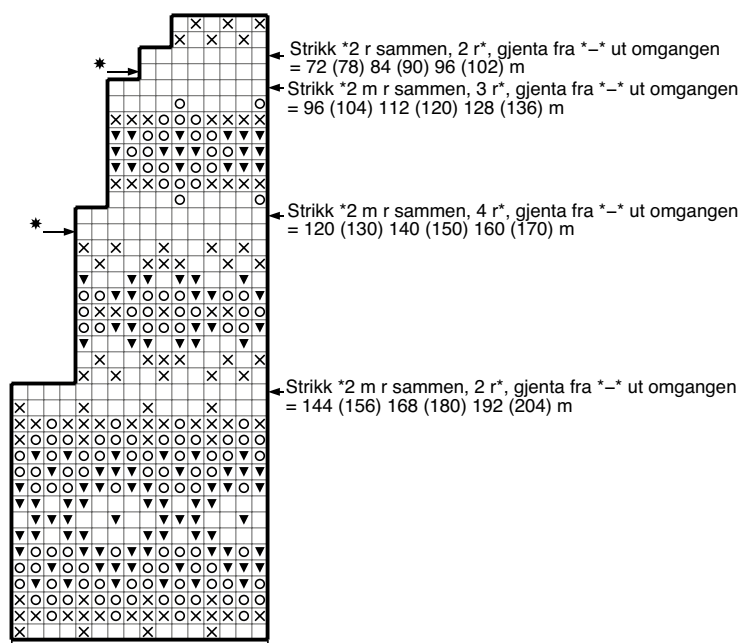 Strikk *2 r sammen, 2 r*, gjenta fra *–* ut omgangen
= 72 (78) 84 (90) 96 (102) m
Strikk *2 m r sammen, 3 r*, gjenta fra *–* ut omgangen
= 96 (104) 112 (120) 128 (136) m
Strikk *2 m r sammen, 4 r*, gjenta fra *–* ut omgangen
= 120 (130) 140 (150) 160 (170) m
Strikk *2 m r sammen, 2 r*, gjenta fra *–* ut omgangen
= 144 (156) 168 (180) 192 (204) m